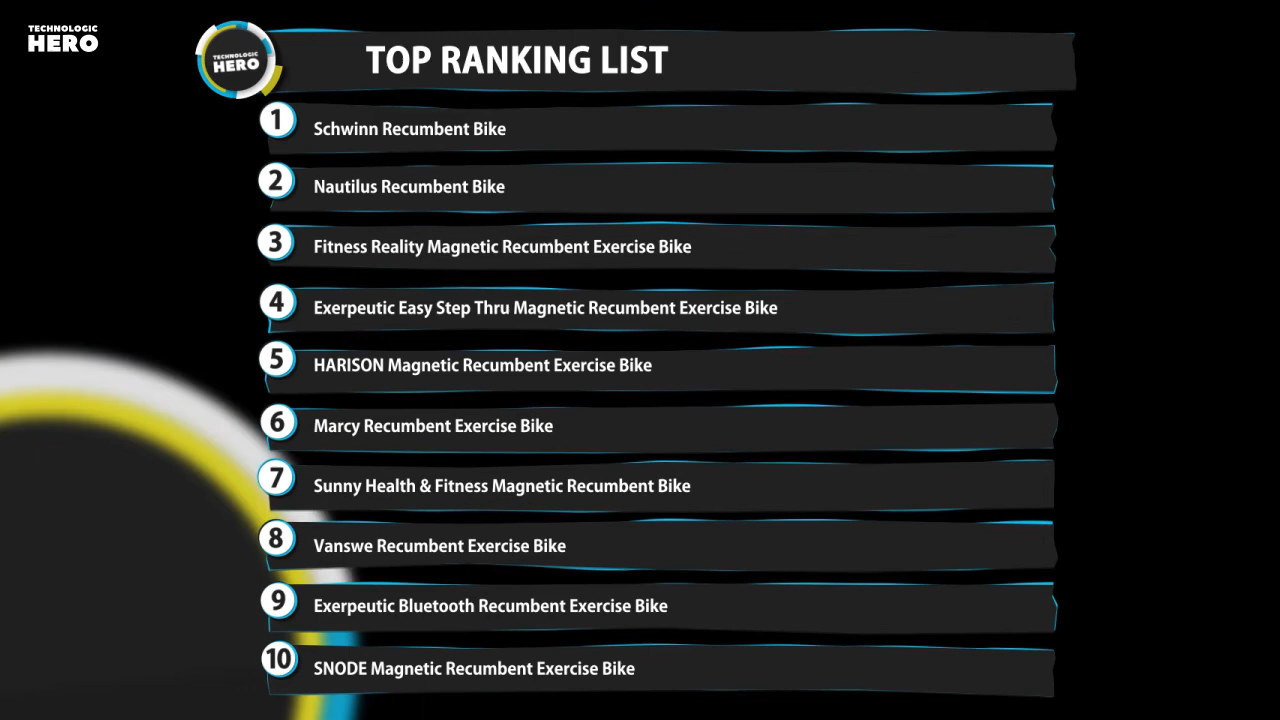 TECHNOLOGIC
HERO
TECHNOLOGIC
HERO
TOP RANKING LIST
1
Schwinn Recumbent Bike
2
Nautilus Recumbent Bike
3
Fitness Reality Magnetic Recumbent Exercise Bike
4
Exerpeutic Easy Step Thru Magnetic Recumbent Exercise Bike
5
HARISON Magnetic Recumbent Exercise Bike
6
Marcy Recumbent Exercise Bike
7
Sunny Health & Fitness Magnetic Recumbent Bike
8
Vanswe Recumbent Exercise Bike
9
Exerpeutic Bluetooth Recumbent Exercise Bike
10
SNODE Magnetic Recumbent Exercise Bike